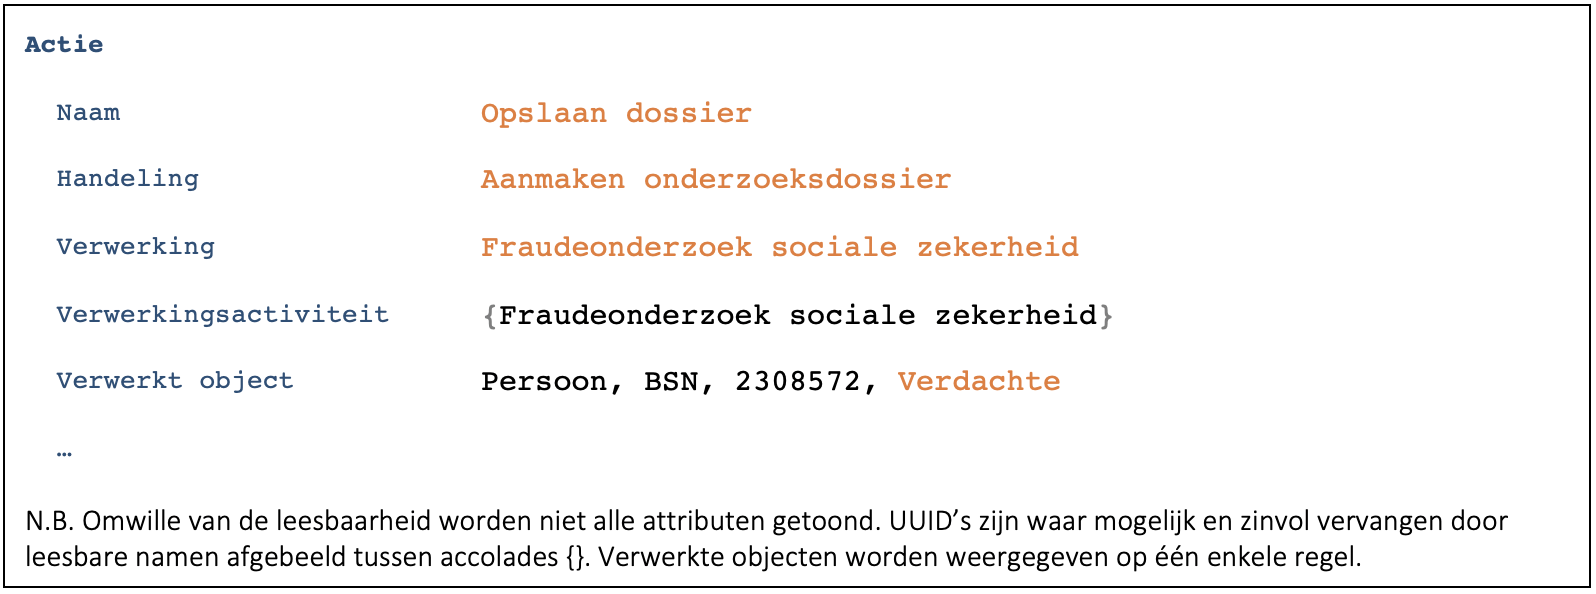 Actie
Naam Opslaan dossier
Handeling Aanmaken onderzoeksdossier
Verwerking Fraudeonderzoek sociale zekerheid
Verwerkingsactiviteit {Fraudeonderzoek sociale zekerheid}
Verwerkt object Persoon, BSN, 2308572, Verdachte
…
N.B. Omwille van de leesbaarheid worden niet alle attributen getoond. UUID’s zijn waar mogelijk en zinvol vervangen door
leesbare namen afgebeeld tussen accolades {}. Verwerkte objecten worden weergegeven op één enkele regel.